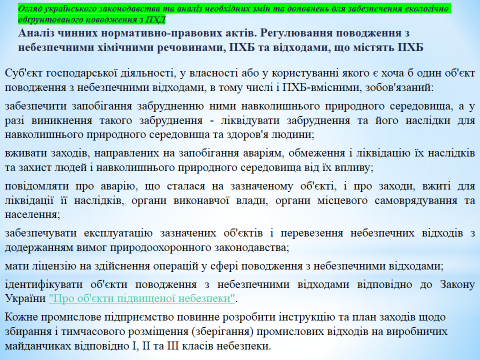 Огляд українського законодавства та аналіз необхідних змін та доповнень для забезпечення екологічно
обґрунтованого поводження з ПХД
Аналіз чинних нормативно-правових актів. Регулювання поводження з
небезпечними хімічними речовинами, ПХБ та відходами, що містять ПХБ
Суб'єкт господарської діяльності, у власності або у користуванні якого є хоча б один об'єкт
поводження з небезпечними відходами, в тому числі і ПХБ-вмісними, зобов'язаний:
забезпечити запобігання забрудненню ними навколишнього природного середовища, а у
разі виникнення такого забруднення - ліквідувати забруднення та його наслідки для
навколишнього природного середовища та здоров'я людини;
вживати заходів, направлених на запобігання аваріям, обмеження і ліквідацію їх наслідків
та захист людей і навколишнього природного середовища від їх впливу;
повідомляти про аварію, що сталася на зазначеному об'єкті, і про заходи, вжиті для
ліквідації її наслідків, органи виконавчої влади, органи місцевого самоврядування та
населення;
забезпечувати експлуатацію зазначених об'єктів і перевезення небезпечних відходів з
додержанням вимог природоохоронного законодавства;
мати ліцензію на здійснення операцій у сфері поводження з небезпечними відходами;
ідентифікувати об'єкти поводження з небезпечними відходами відповідно до Закону
України "Про об'єкти підвищеної небезпеки".
Кожне промислове підприємство повинне розробити інструкцію та план заходів щодо
збирання і тимчасового розміщення (зберігання) промислових відходів на виробничих
майданчиках відповідно І, ІІ та ІІІ класів небезпеки.